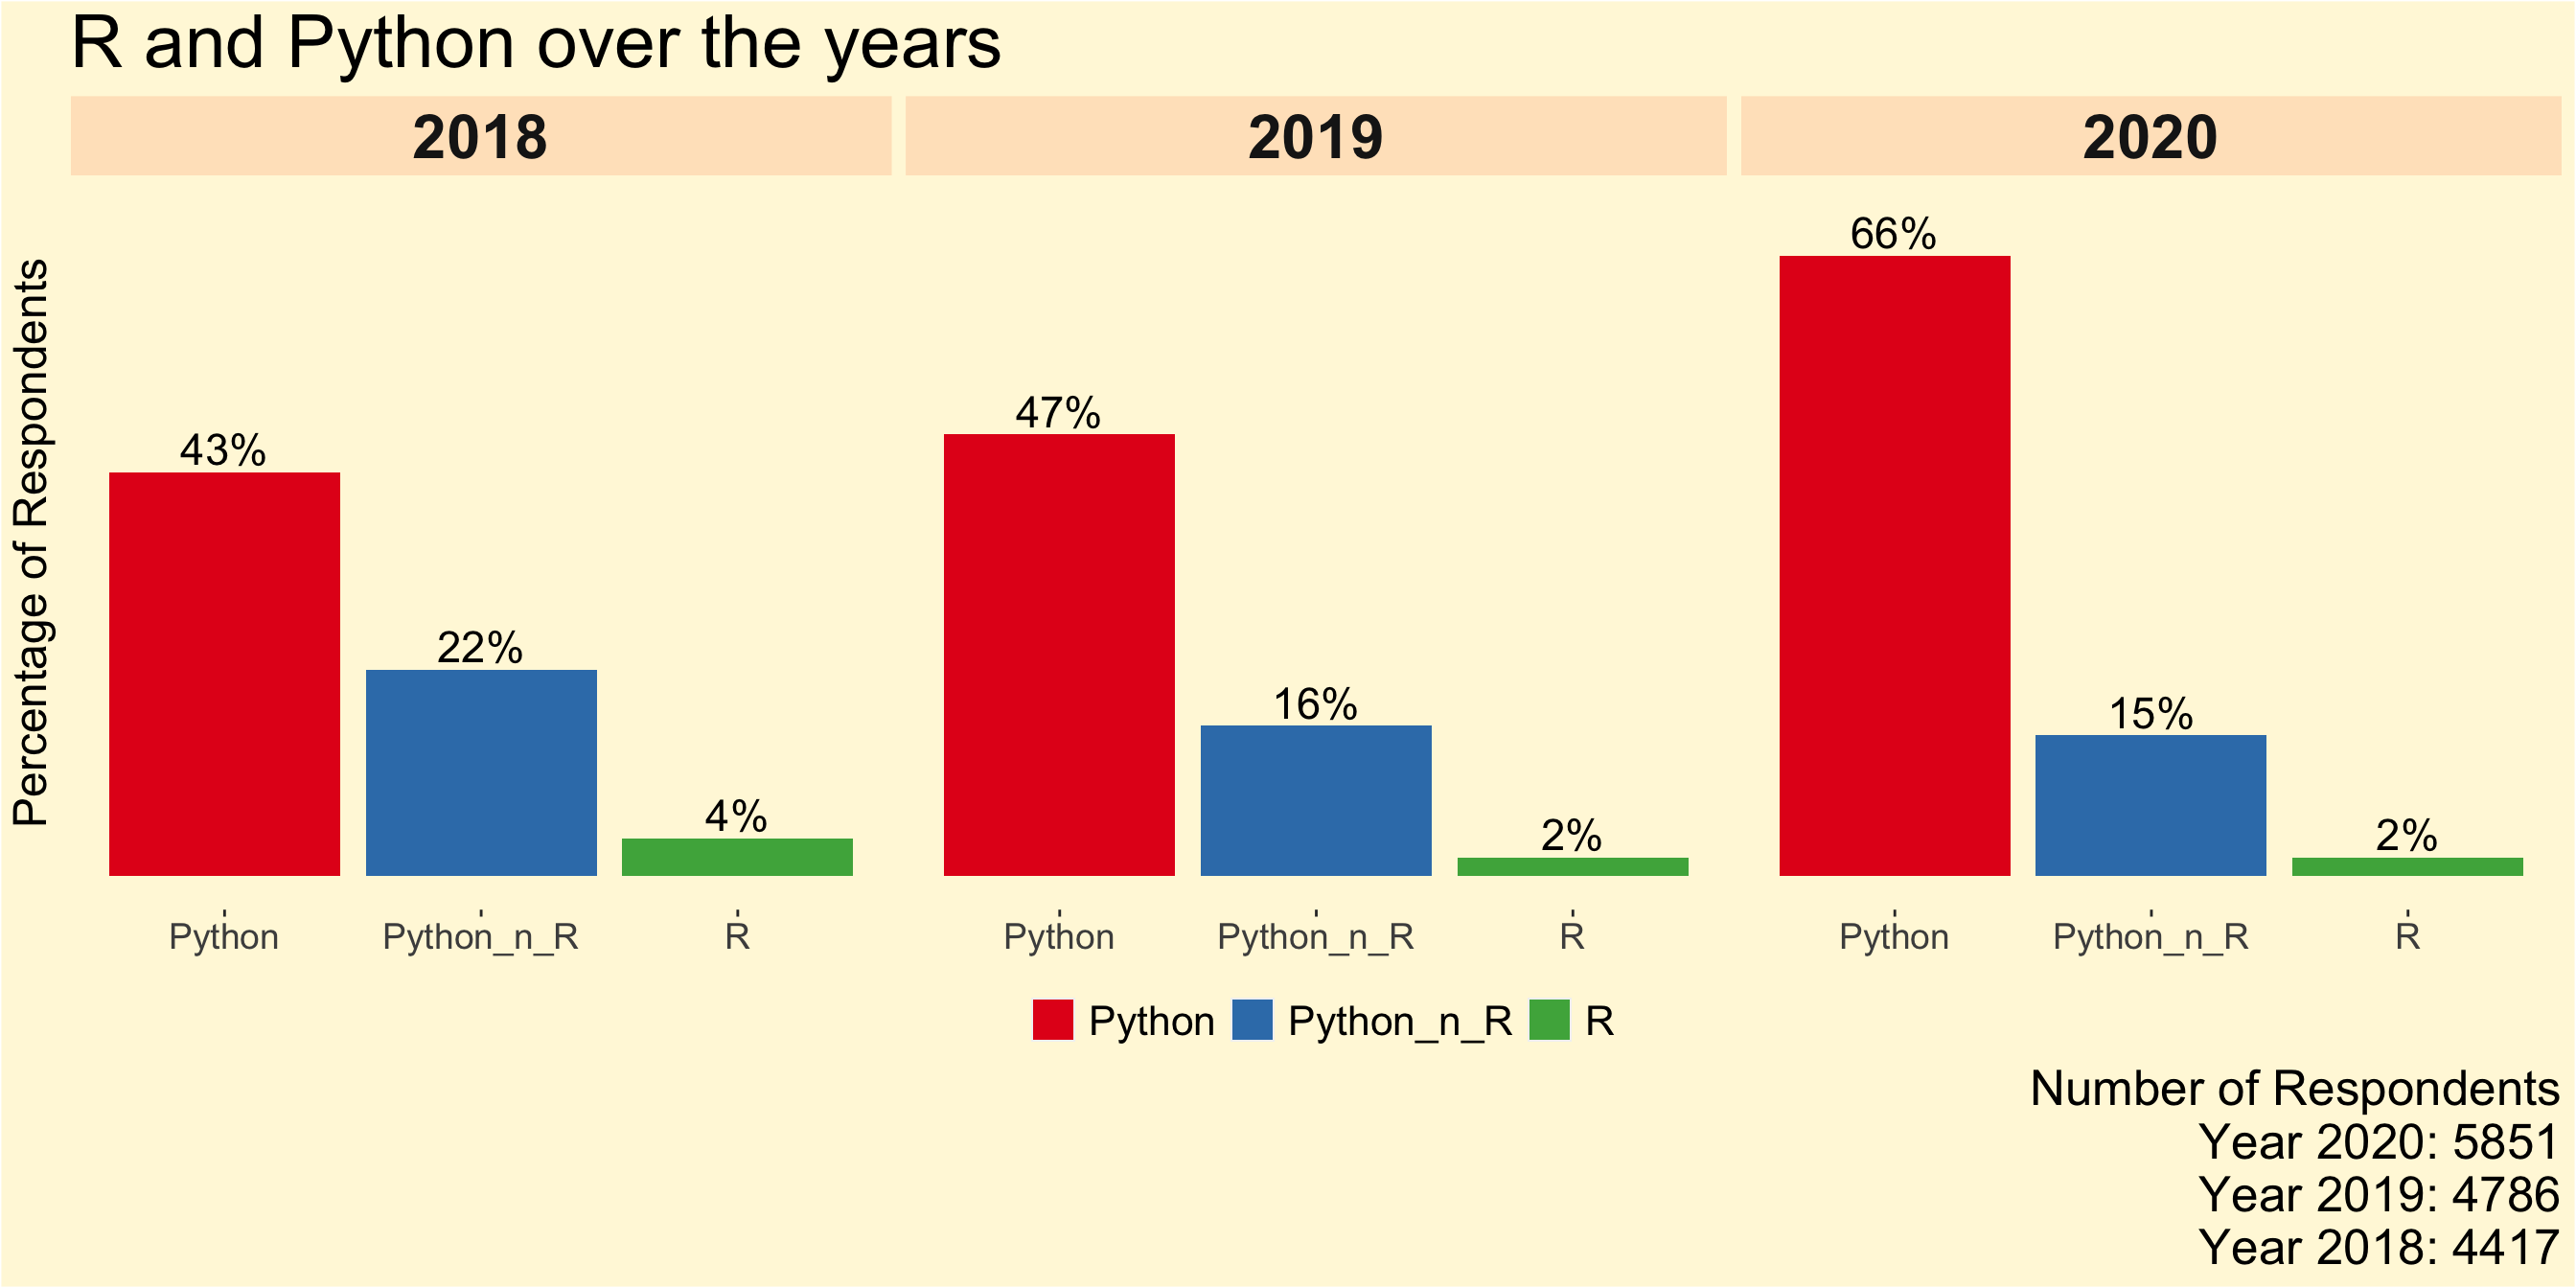 R and Python over the years
2018
2019
2020
Percentage of Respondents
43%
22%
4%
47%
16%
2%
66%
15%
2%
Python
Python_n_R
R
Python
Python_n_R
R
Python
Python_n_R
R
Python
Python_n_R
R
Number of Respondents
Year 2020: 5851
Year 2019: 4786
Year 2018: 4417